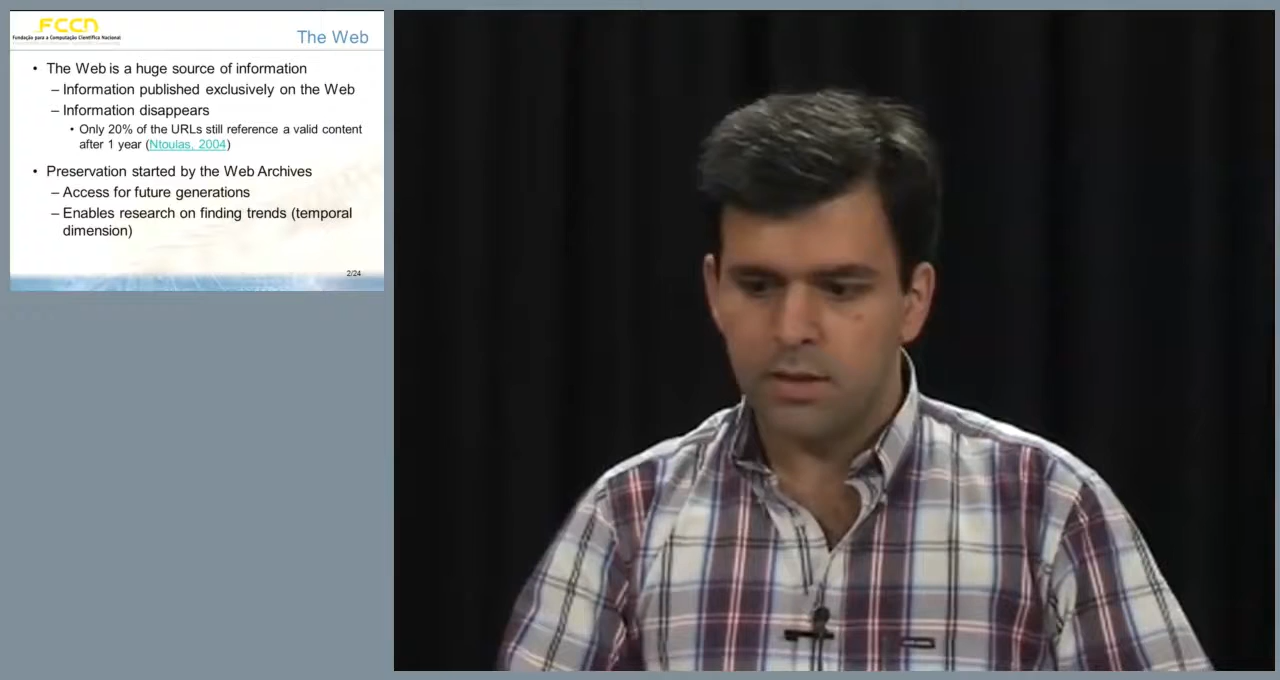 FCCN
Fundação para a Computação Científica Nacional
The Web
• The Web is a huge source of information
– Information published exclusively on the Web
– Information disappears
• Only 20% of the URLs still reference a valid content
after 1 year (Ntoulas, 2004)
• Preservation started by the Web Archives
– Access for future generations
– Enables research on finding trends (temporal
dimension)
2/24